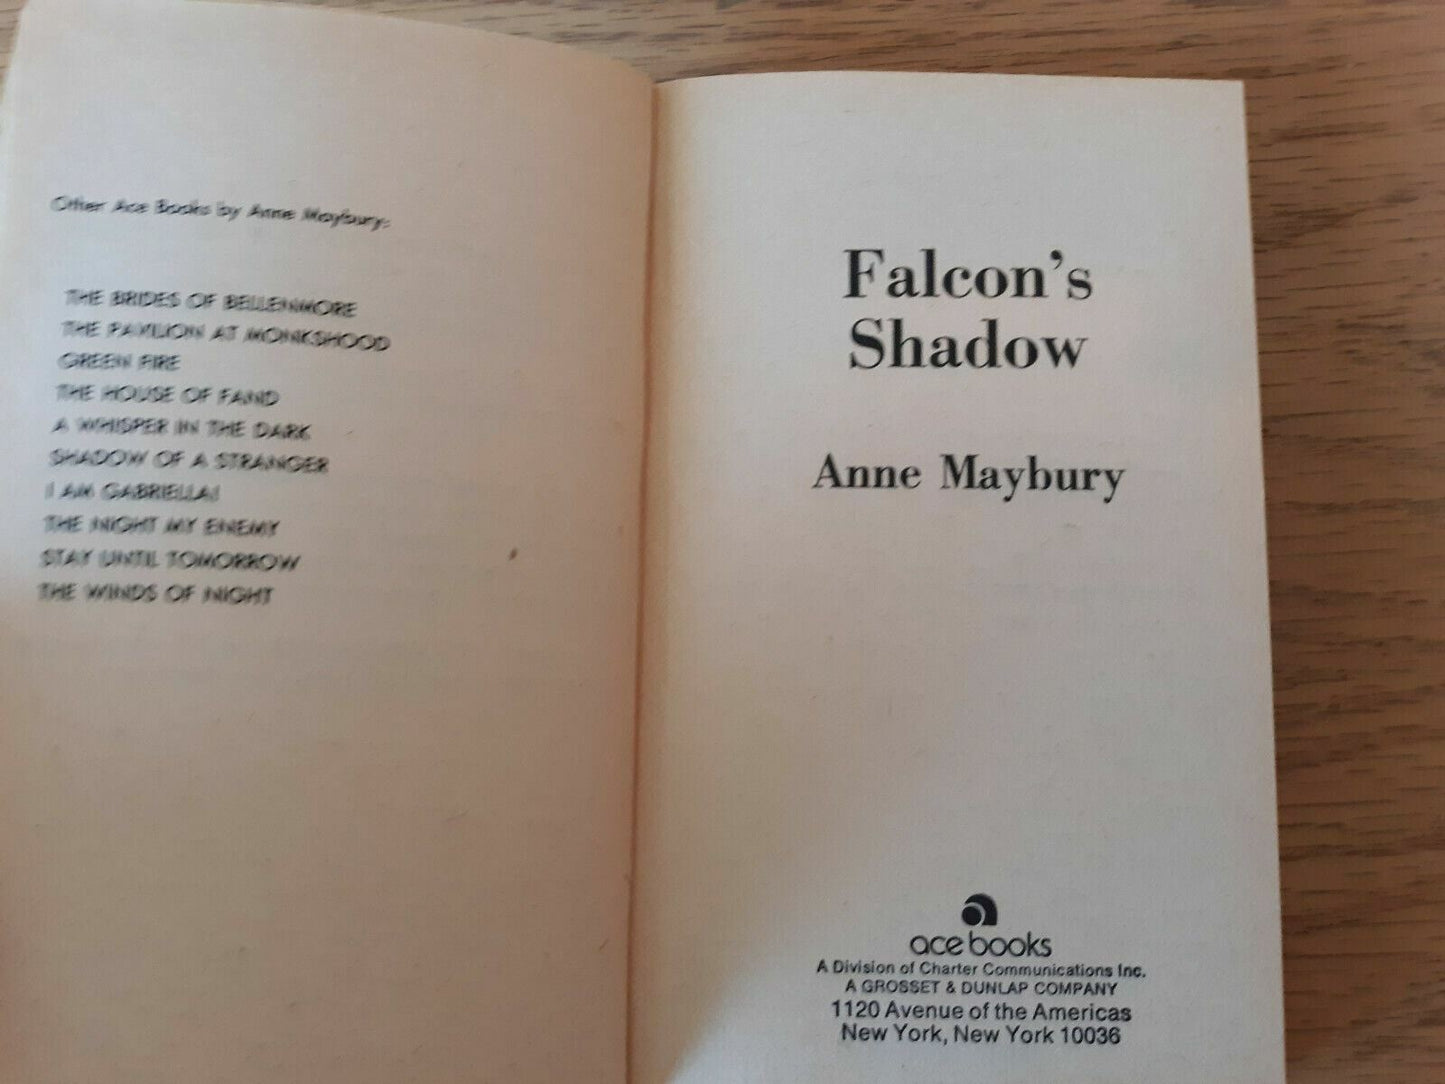 Other Ace Books by Anne Maybury:
THE BRIDES OF BELLENMORE
THE PAVILION AT MONKSHOOD
GREEN FIRE
THE HOUSE OF FAND
A WHISPER IN THE DARK
SHADOW OF A STRANGER
I AM GABRIELLA!
THE NIGHT MY ENEMY
STAY UNTIL TOMORROW
THE WINDS OF NIGHT
Falcon's
Shadow
Anne Maybury
ace books
A Division of Charter Communications Inc.
A GROSSET & DUNLAP COMPANY
1120 Avenue of the Americas
New York, New York 10036